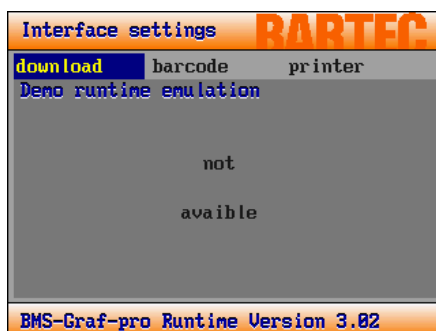 Interface settings BARTEC
download barcode printer
Demo runtime emulation
not
avaible
BMS-Graf-pro Runtime Version 3.02